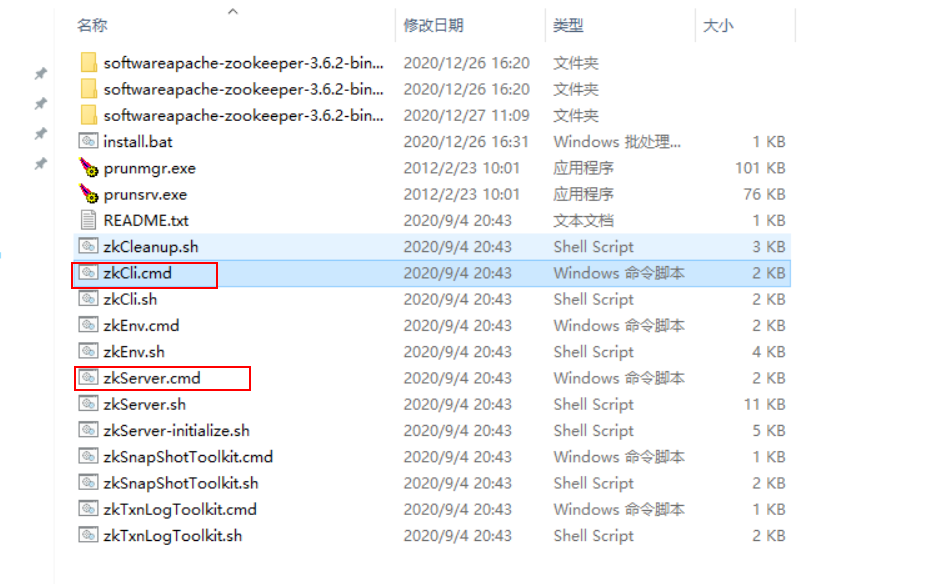 名称 修改日期 类型 大小
softwareapache-zookeeper-3.6.2-bin... 2020/12/26 16:20 文件夹
softwareapache-zookeeper-3.6.2-bin... 2020/12/26 16:20 文件夹
softwareapache-zookeeper-3.6.2-bin... 2020/12/27 11:09 文件夹
install.bat 2020/12/26 16:31 Windows 批处理... 1 KB
prunmgr.exe 2012/2/23 10:01 应用程序 101 KB
prunsrv.exe 2012/2/23 10:01 应用程序 76 KB
README.txt 2020/9/4 20:43 文本文档 1 KB
zkCleanup.sh 2020/9/4 20:43 Shell Script 3 KB
zkCli.cmd 2020/9/4 20:43 Windows 命令脚本 2 KB
zkCli.sh 2020/9/4 20:43 Shell Script 2 KB
zkEnv.cmd 2020/9/4 20:43 Windows 命令脚本 2 KB
zkEnv.sh 2020/9/4 20:43 Shell Script 4 KB
zkServer.cmd 2020/9/4 20:43 Windows 命令脚本 2 KB
zkServer.sh 2020/9/4 20:43 Shell Script 11 KB
zkServer-initialize.sh 2020/9/4 20:43 Shell Script 5 KB
zkSnapShotToolkit.cmd 2020/9/4 20:43 Windows 命令脚本 1 KB
zkSnapShotToolkit.sh 2020/9/4 20:43 Shell Script 2 KB
zkTxnLogToolkit.cmd 2020/9/4 20:43 Windows 命令脚本 1 KB
zkTxnLogToolkit.sh 2020/9/4 20:43 Shell Script 2 KB